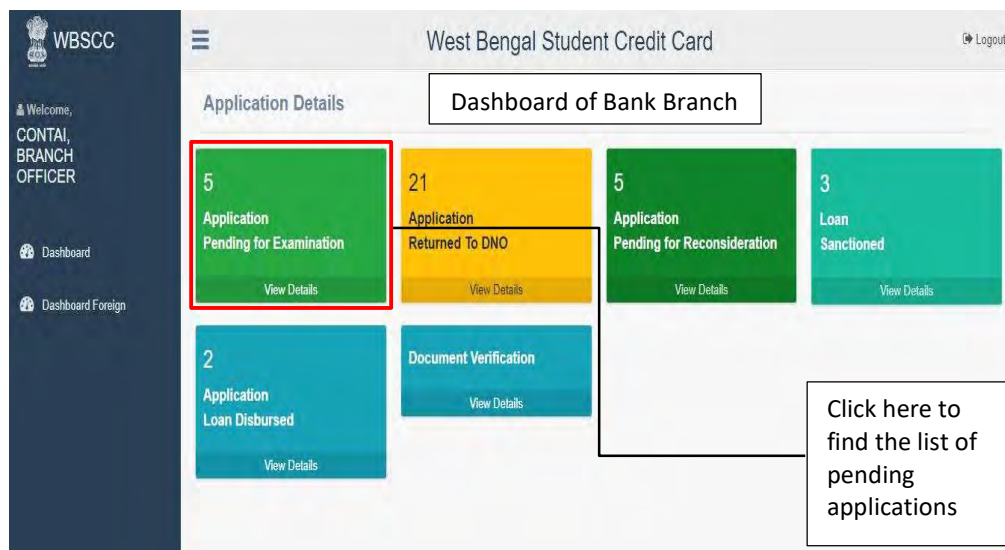 WBSCC
West Bengal Student Credit Card
Logout
Welcome,
CONTAI,
BRANCH
OFFICER
Dashboard
Dashboard Foreign
Application Details
Dashboard of Bank Branch
5
Application
Pending for Examination
View Details
21
Application
Returned To DNO
View Details
5
Application
Pending for Reconsideration
View Details
3
Loan
Sanctioned
View Details
2
Application
Loan Disbursed
View Details
Document Verification
View Details
Click here to
find the list of
pending
applications